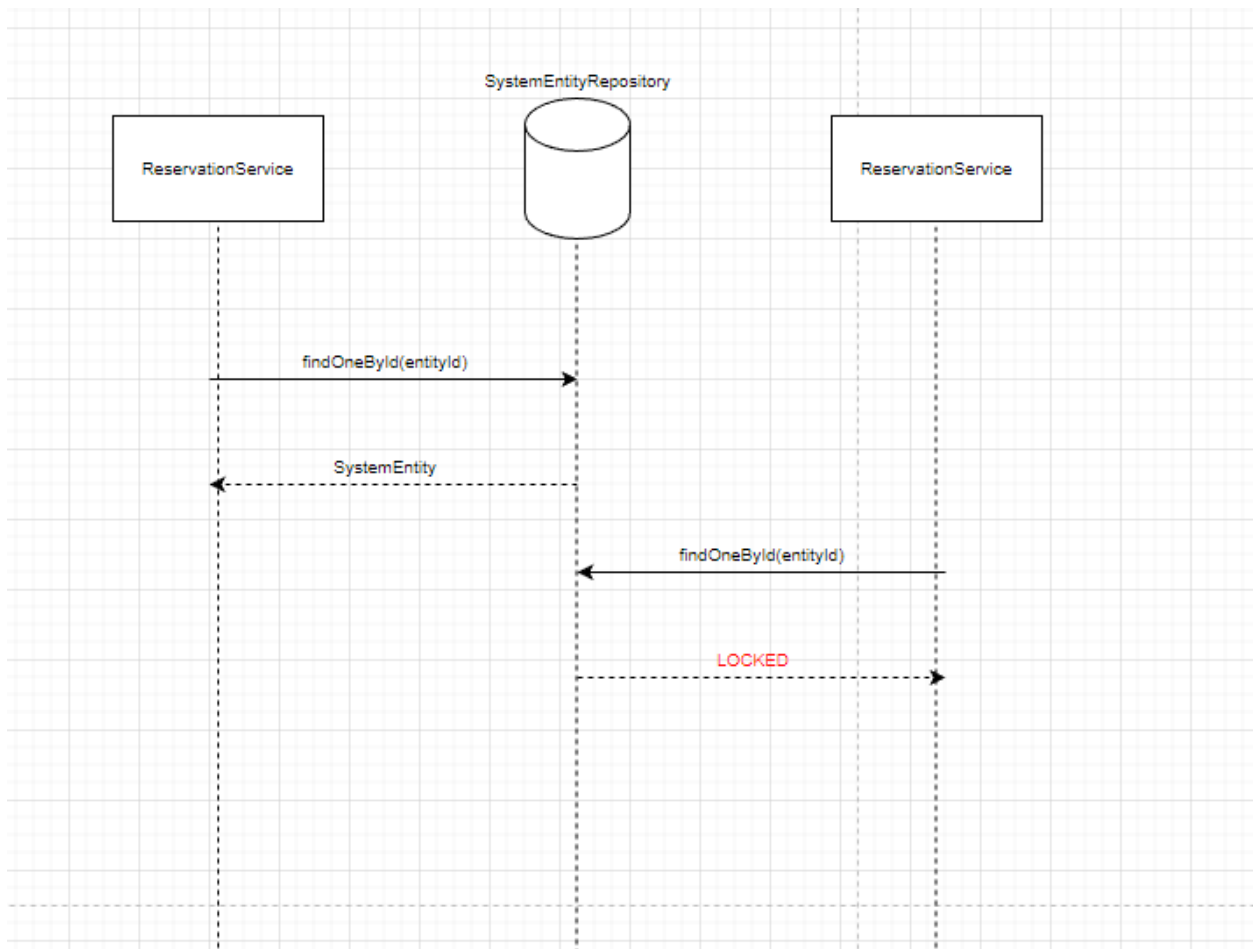 SystemEntityRepository
ReservationService
ReservationService
findOneById(entityId)
SystemEntity
findOneById(entityId)
LOCKED